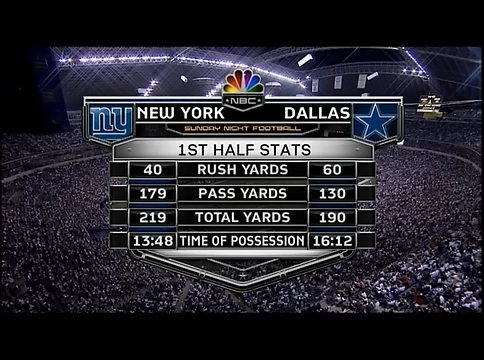 NBC
ny NEW YORK DALLAS
SUNDAY NIGHT FOOTBALL
1ST HALF STATS
40 RUSH YARDS 60
179 PASS YARDS 130
219 TOTAL YARDS 190
13:48 TIME OF POSSESSION 16:12